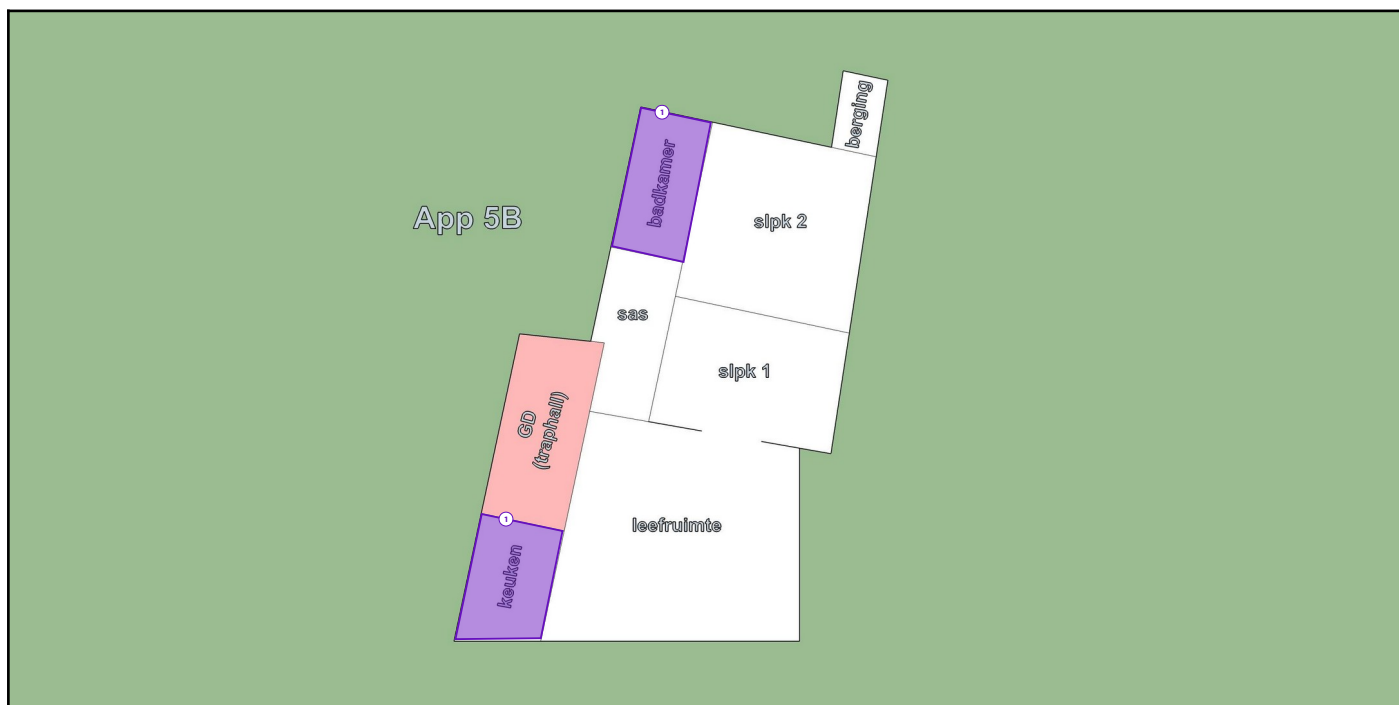 berging
1
badkamer
App 5B
slpk 2
sas
slpk 1
GD
(traphall)
1
leefruimte
keuken